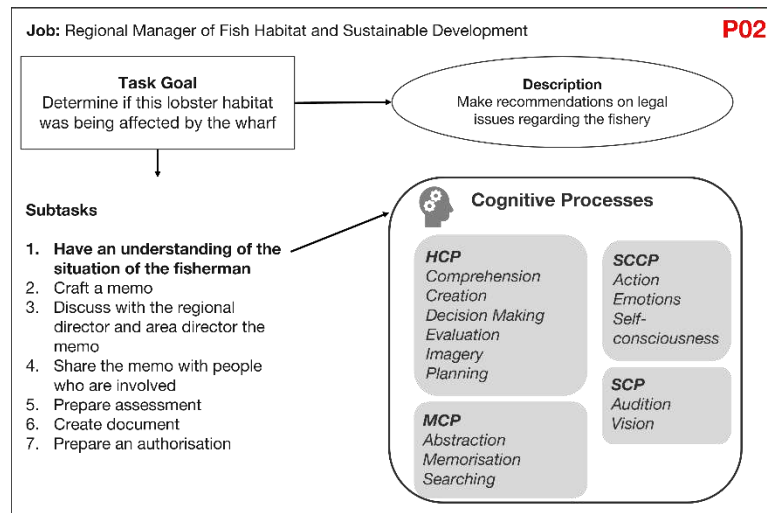 Job: Regional Manager of Fish Habitat and Sustainable Development
P02
Task Goal
Determine if this lobster habitat
was being affected by the wharf
Description
Make recommendations on legal
issues regarding the fishery
Subtasks
1. Have an understanding of the
situation of the fisherman
2. Craft a memo
3. Discuss with the regional
director and area director the
memo
4. Share the memo with people
who are involved
5. Prepare assessment
6. Create document
7. Prepare an authorisation
Cognitive Processes
HCP
Comprehension
Creation
Decision Making
Evaluation
Imagery
Planning
SCCP
Action
Emotions
Self-
consciousness
MCP
Abstraction
Memorisation
Searching
SCP
Audition
Vision